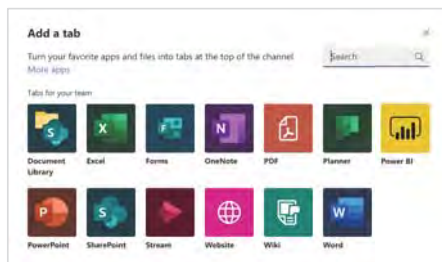 Add a tab
Turn your favorite apps and files into tabs at the top of the channel
More apps
Search
Tabs for your team
Document Library
Excel
Forms
OneNote
PDF
Planner
Power BI
PowerPoint
SharePoint
Stream
Website
Wiki
Word